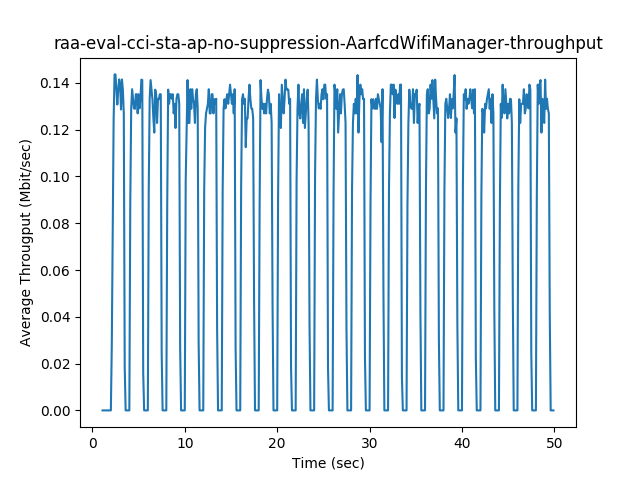 raa-eval-cci-sta-ap-no-suppression-AarfcdWifiManager-throughput
0.14
0.12
0.10
0.08
0.06
0.04
0.02
0.00
Average Througput (Mbit/sec)
0 10 20 30 40 50
Time (sec)